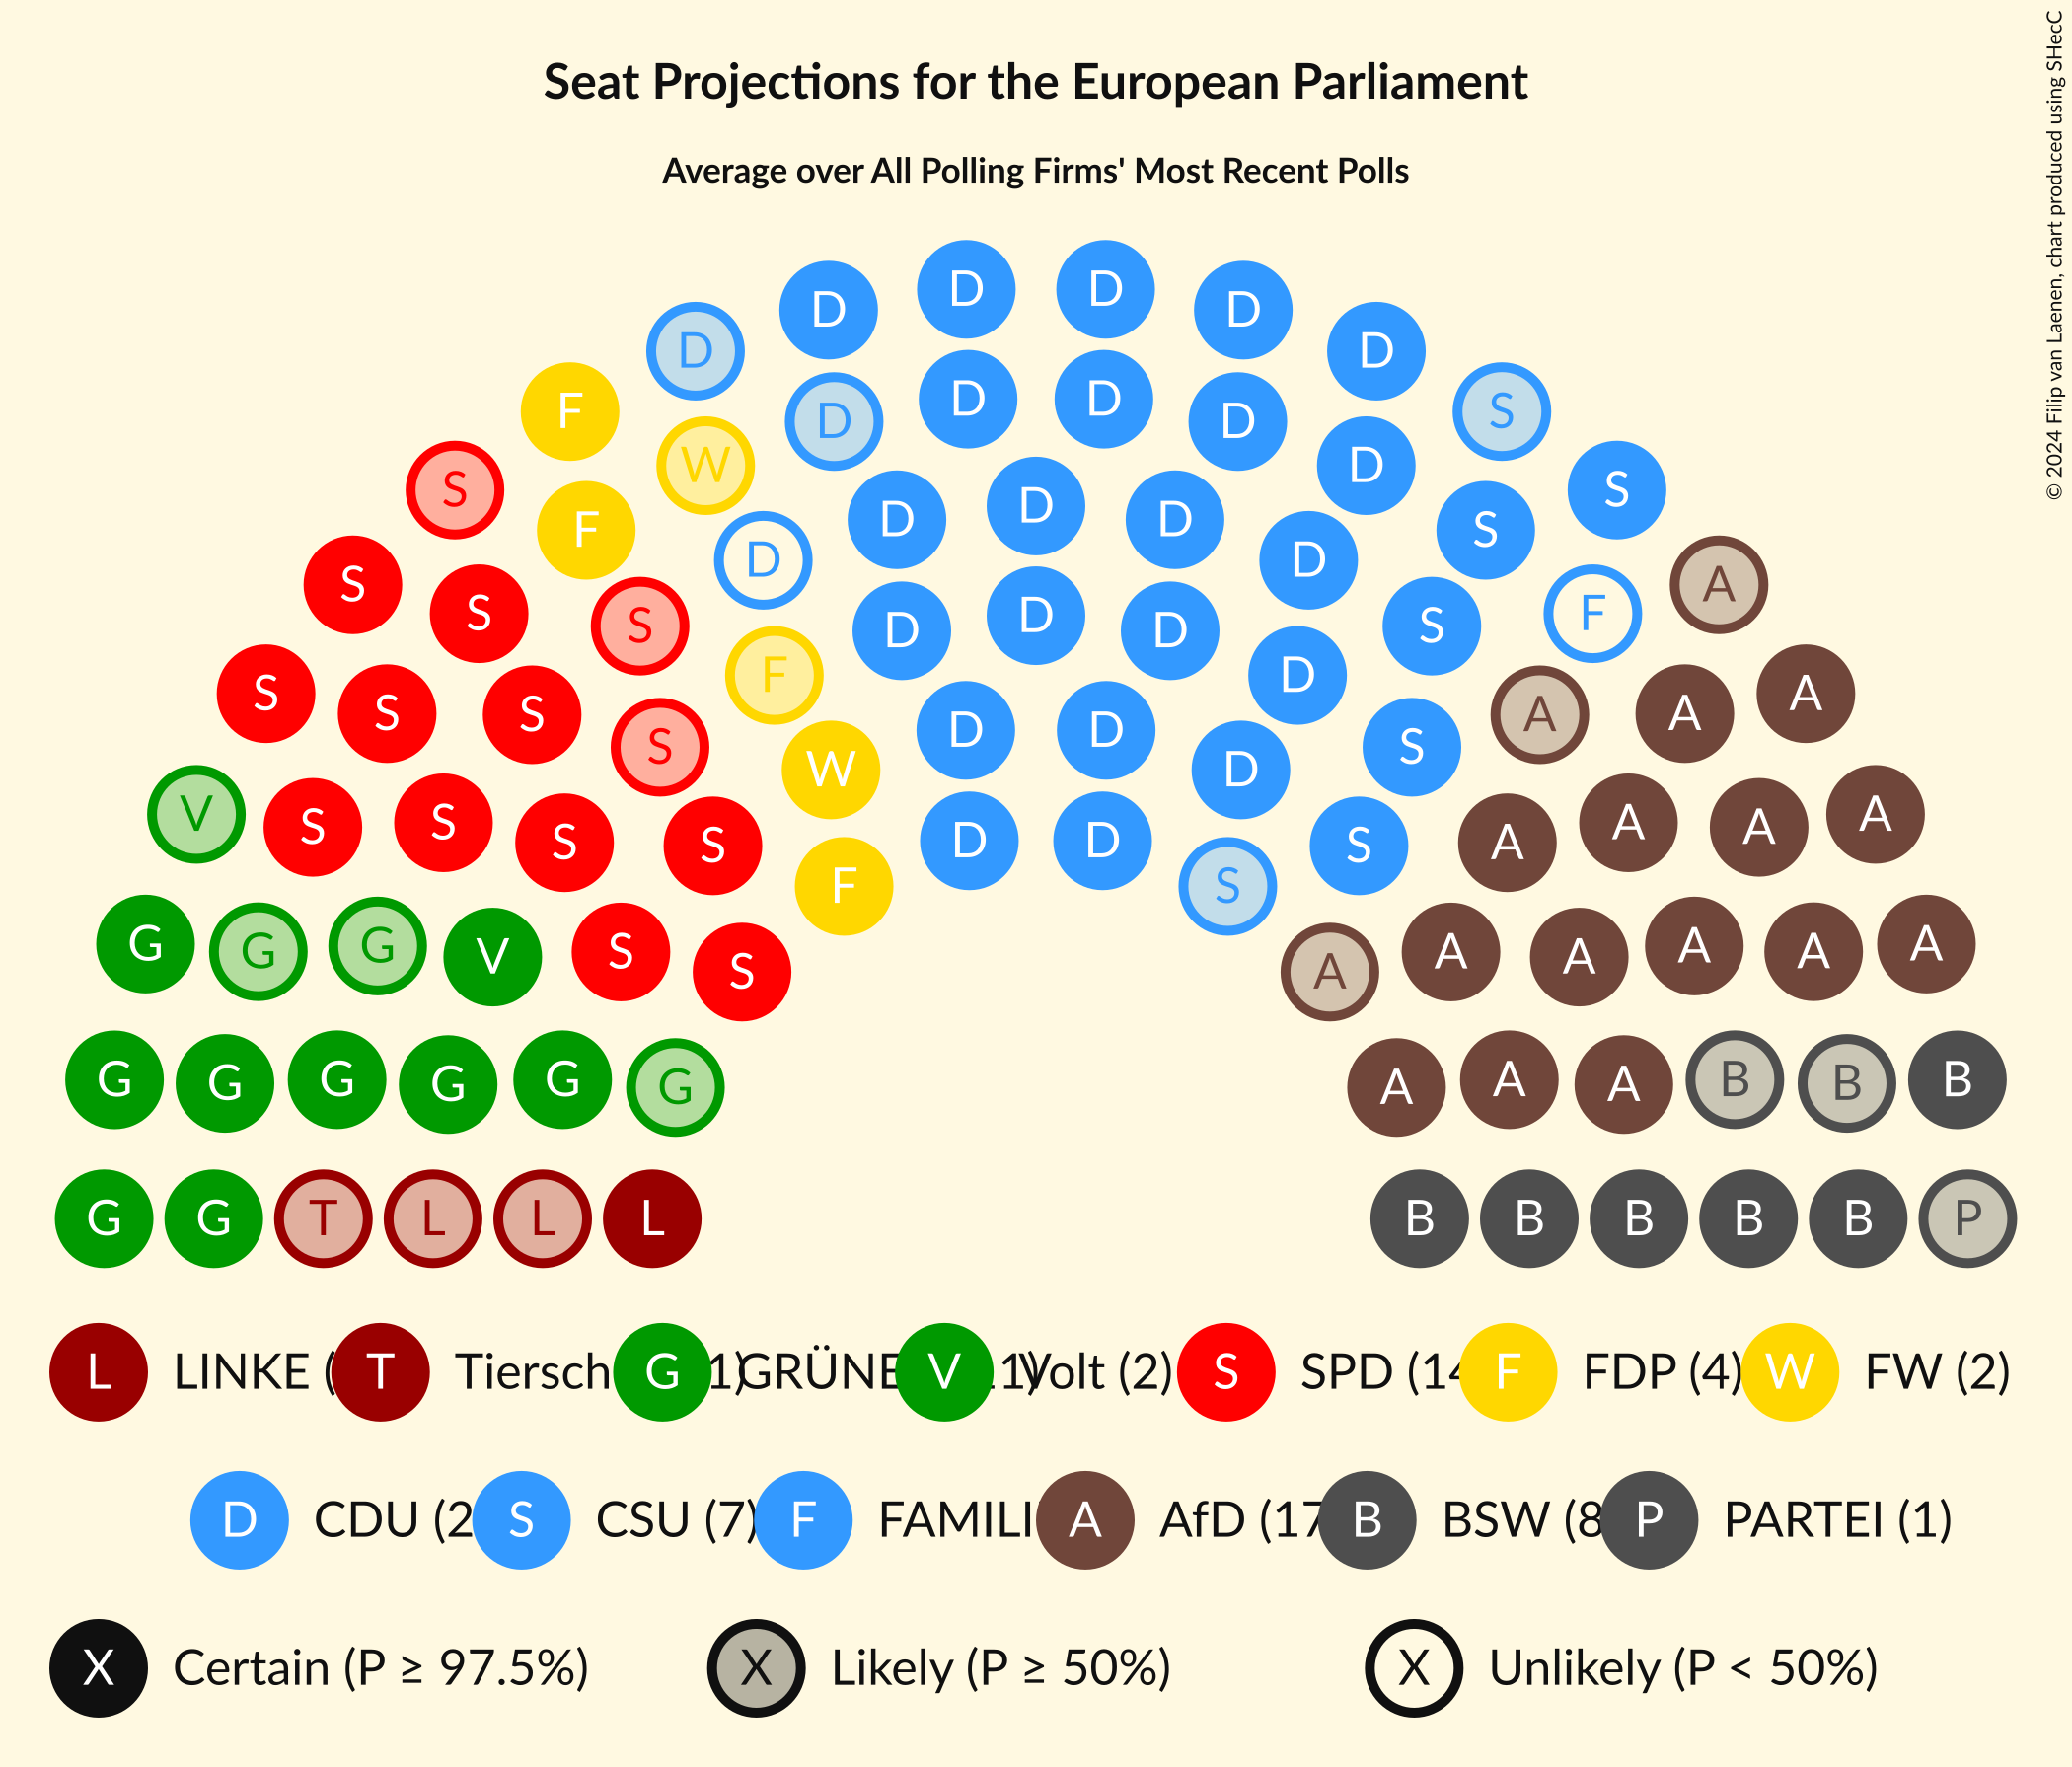 © 2024 Filip van Laenen, chart produced using SHecC
Seat Projections for the European Parliament
Average over All Polling Firms' Most Recent Polls
D D
D D
D D
D D
F S
D D
W D
S S
D D D
F S
D D
S A
S D F
S D D S
F D
S A
S S A A
D D
S S
W D
V A
S S A A
S S D D S A
F S
G G G V S A A A A A
S A
G G G G G G A A A B B B
G G T L L L B B B B B P
L LINKE ( T Tiersch G 1) GRÜNE V 1) Volt (2) S SPD (14 F FDP (4) W FW (2)
D CDU (2 S CSU (7) F FAMILI A AfD (17 B BSW (8 P PARTEI (1)
X Certain (P ≥ 97.5%) X Likely (P ≥ 50%) X Unlikely (P < 50%)